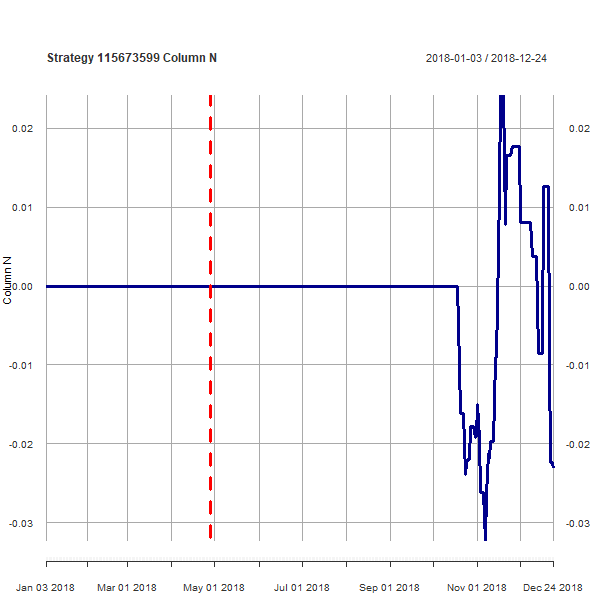 Strategy 115673599 Column N
2018-01-03 / 2018-12-24
0.02 0.02
0.01 0.01
0.00 0.00
-0.01 -0.01
-0.02 -0.02
-0.03 -0.03
Column N
Jan 03 2018 Mar 01 2018 May 01 2018 Jul 01 2018 Sep 01 2018 Nov 01 2018 Dec 24 2018